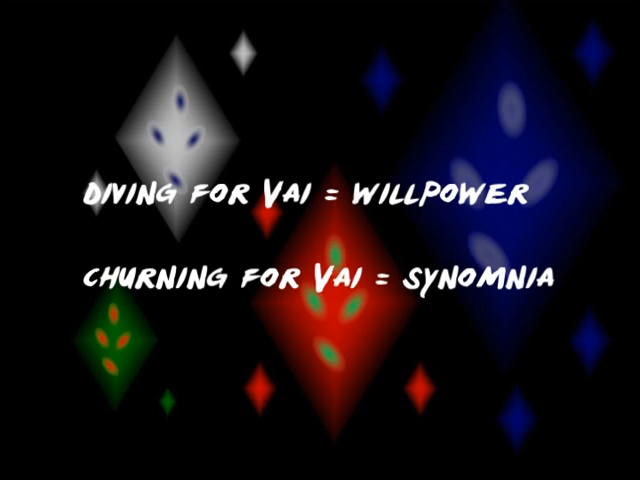 Diving for Vai = willpower
Churning for Vai = synomnia